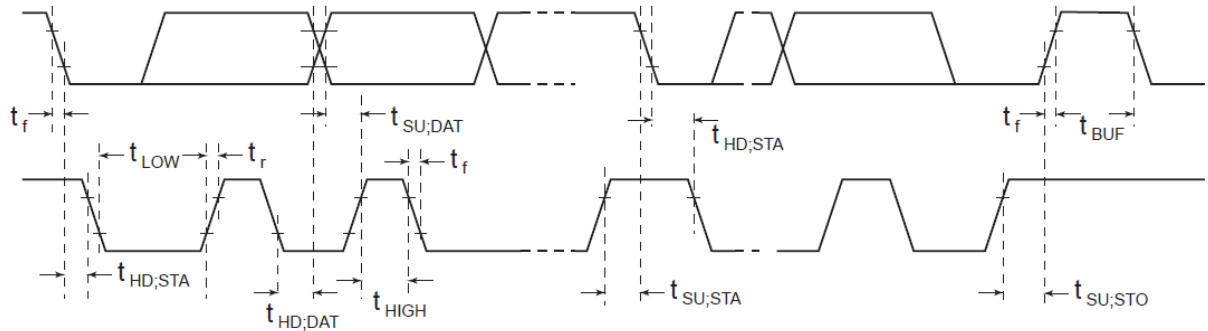 t f
t SU;DAT
t HD;STA
t f
t BUF
t LOW
t r
t f
t HD;STA
t HD;DAT
t HIGH
t SU;STA
t SU;STO